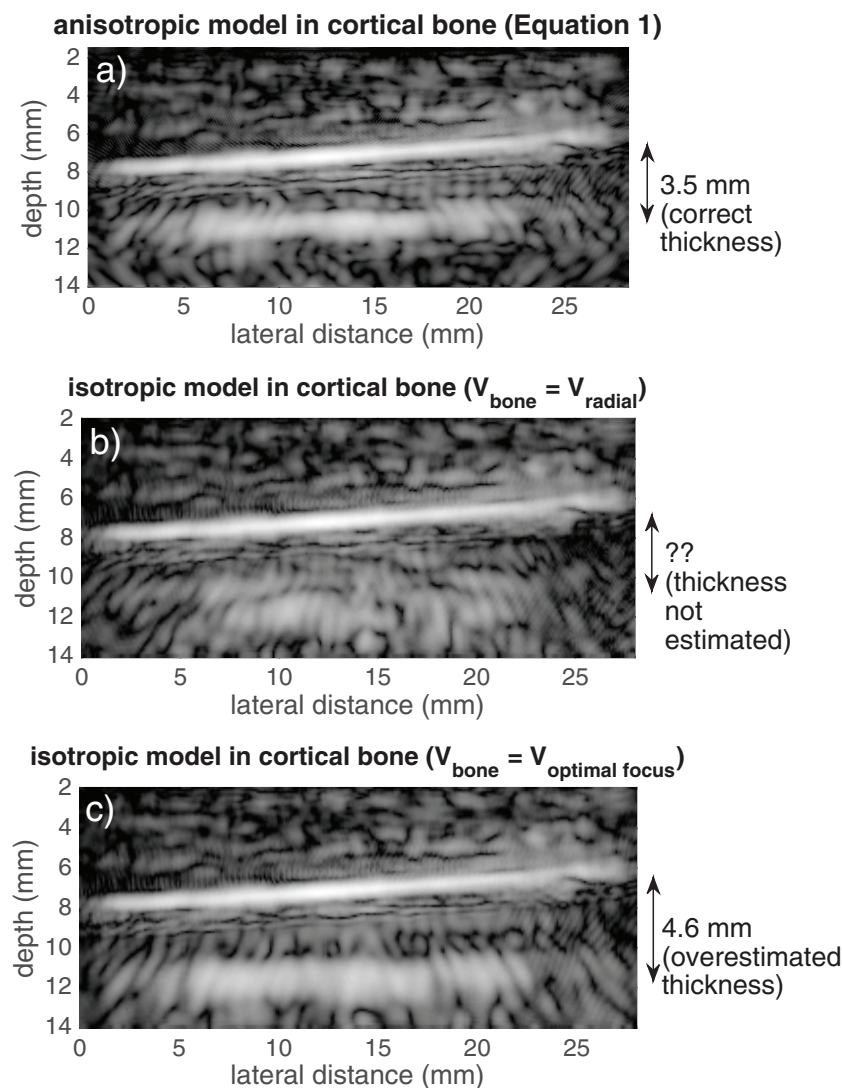 anisotropic model in cortical bone (Equation 1)
a)
2
4
6
8
10
12
14
depth (mm)
0 5 10 15 20 25
lateral distance (mm)
3.5 mm
(correct
thickness)
isotropic model in cortical bone (V_bone = V_radial)
b)
2
4
6
8
10
12
14
depth (mm)
0 5 10 15 20 25
lateral distance (mm)
??
(thickness
not
estimated)
isotropic model in cortical bone (V_bone = V_optimal focus)
c)
2
4
6
8
10
12
14
depth (mm)
0 5 10 15 20 25
lateral distance (mm)
4.6 mm
(overestimated
thickness)